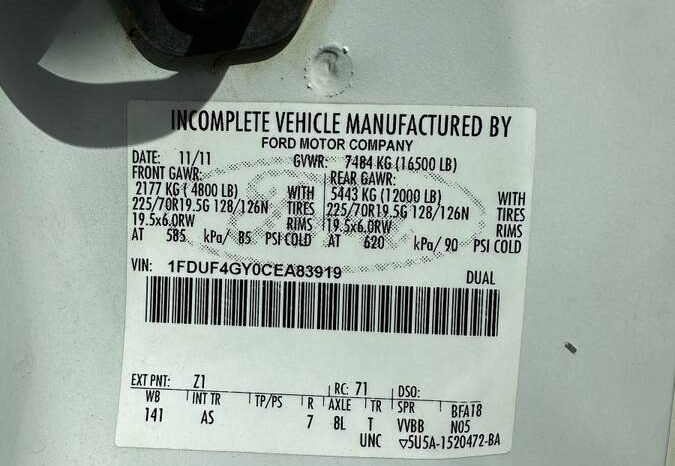 INCOMPLETE VEHICLE MANUFACTURED BY
FORD MOTOR COMPANY
DATE: 11/11 GVWR: 7484 KG (16500 LB)
FRONT GAWR: REAR GAWR:
2177 KG ( 4800 LB) WITH 5443 KG (12000 LB) WITH
225/70R19.5G 128/126N TIRES 225/70R19.5G 128/126N TIRES
19.5x6.0RW RIMS 19.5x6.0RW RIMS
AT 585 kPa/ 85 PSI COLD AT 620 kPa/ 90 PSI COLD
VIN: 1FDUF4GY0CEA83919 DUAL
EXT PNT: Z1 RC: 71 DSO:
WB INT TR TP/PS R AXLE TR SPR BFA18
141 AS 7 8L T VVBB N05
UNC ▽5U5A-1520472-BA